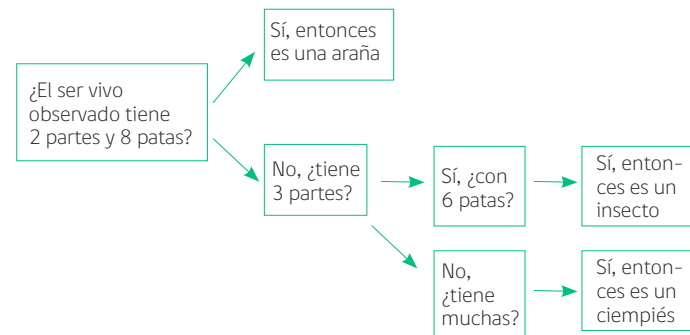 Sí, entonces
es una araña
¿El ser vivo
observado tiene
2 partes y 8 patas?
No, ¿tiene
3 partes?
Sí, ¿con
6 patas?
Sí, enton-
ces es un
insecto
No,
¿tiene
muchas?
Sí, enton-
ces es un
ciempiés